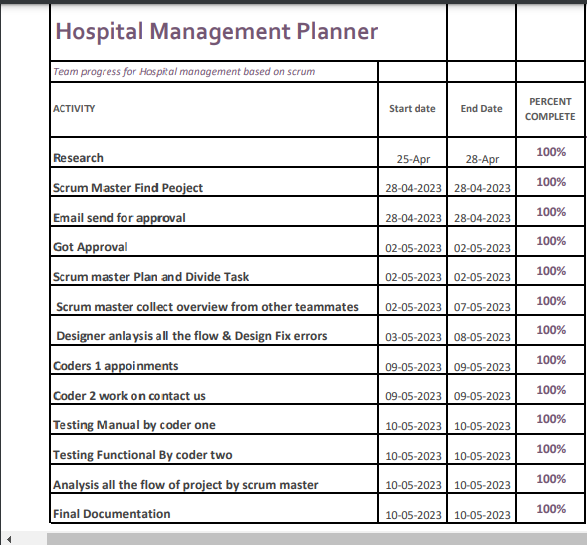 Hospital Management Planner
Team progress for Hospital management based on scrum
ACTIVITY Start date End Date PERCENT COMPLETE
Research 25-Apr 28-Apr 100%
Scrum Master Find Peoject 28-04-2023 28-04-2023 100%
Email send for approval 28-04-2023 28-04-2023 100%
Got Approval 02-05-2023 02-05-2023 100%
Scrum master Plan and Divide Task 02-05-2023 02-05-2023 100%
Scrum master collect overview from other teammates 02-05-2023 07-05-2023 100%
Designer anlaysis all the flow & Design Fix errors 03-05-2023 08-05-2023 100%
Coders 1 appoinments 09-05-2023 09-05-2023 100%
Coder 2 work on contact us 09-05-2023 09-05-2023 100%
Testing Manual by coder one 10-05-2023 10-05-2023 100%
Testing Functional By coder two 10-05-2023 10-05-2023 100%
Analysis all the flow of project by scrum master 10-05-2023 10-05-2023 100%
Final Documentation 10-05-2023 10-05-2023 100%